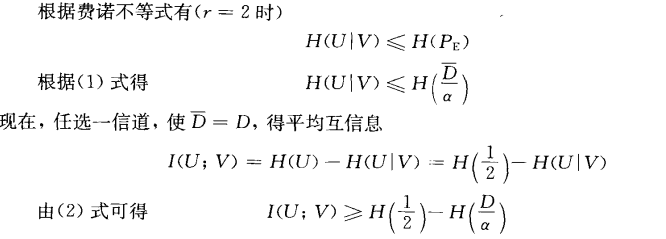 根据费诺不等式有(r = 2 时)
H(U|V) ⩽ H(P_E)
根据(1) 式得 H(U|V) ⩽ H(D̅/α)
现在, 任选一信道, 使 D̅ = D, 得平均互信息
I(U; V) = H(U) − H(U|V) = H(1/2) − H(U|V)
由(2) 式可得 I(U; V) ⩾ H(1/2) − H(D/α)